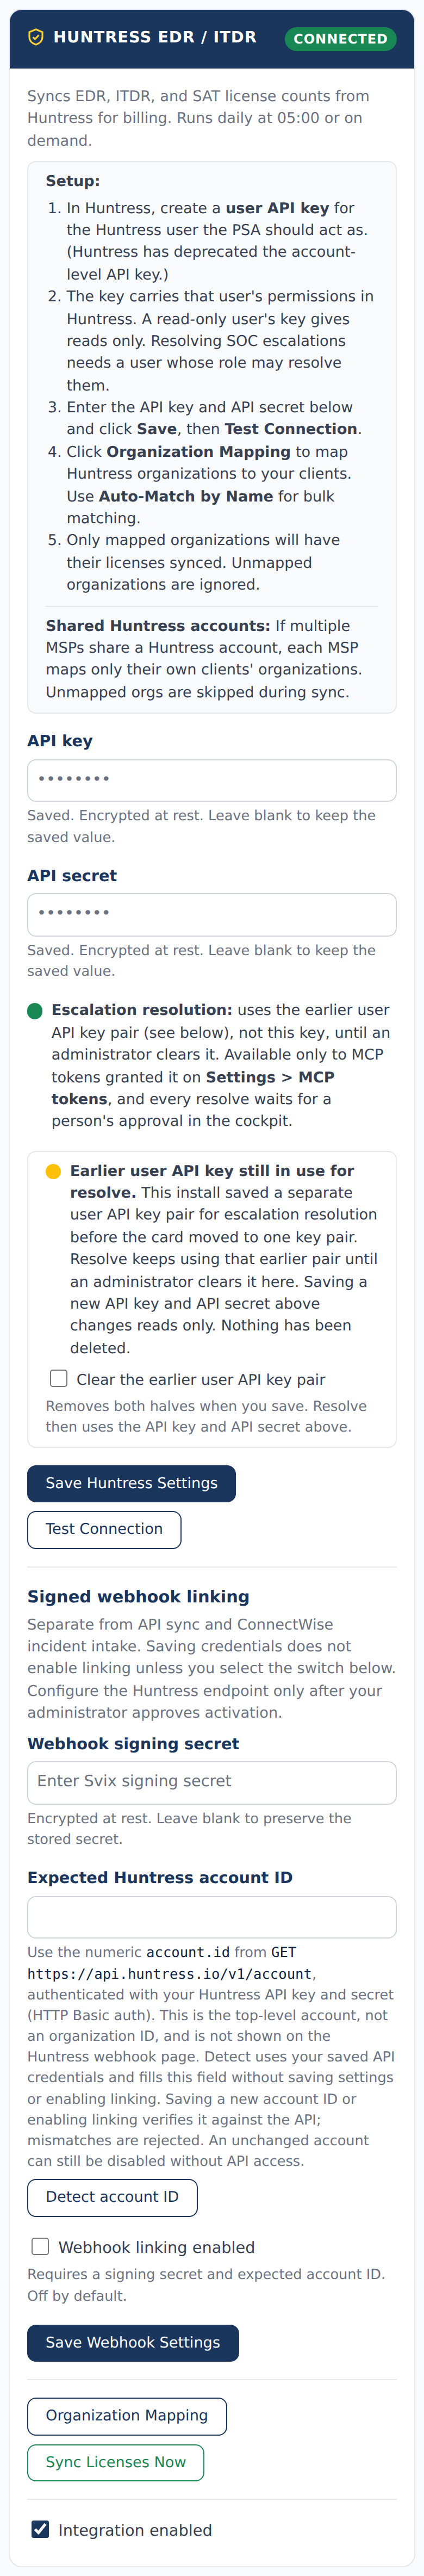 HUNTRESS EDR / ITDR
CONNECTED
Syncs EDR, ITDR, and SAT license counts from
Huntress for billing. Runs daily at 05:00 or on
demand.
Setup:
1. In Huntress, create a user API key for
the Huntress user the PSA should act as.
(Huntress has deprecated the account-
level API key.)
2. The key carries that user's permissions in
Huntress. A read-only user's key gives
reads only. Resolving SOC escalations
needs a user whose role may resolve
them.
3. Enter the API key and API secret below
and click Save, then Test Connection.
4. Click Organization Mapping to map
Huntress organizations to your clients.
Use Auto-Match by Name for bulk
matching.
5. Only mapped organizations will have
their licenses synced. Unmapped
organizations are ignored.
Shared Huntress accounts: If multiple
MSPs share a Huntress account, each MSP
maps only their own clients' organizations.
Unmapped orgs are skipped during sync.
API key
••••••••
Saved. Encrypted at rest. Leave blank to keep the
saved value.
API secret
••••••••
Saved. Encrypted at rest. Leave blank to keep the
saved value.
Escalation resolution: uses the earlier user
API key pair (see below), not this key, until an
administrator clears it. Available only to MCP
tokens granted it on Settings > MCP
tokens, and every resolve waits for a
person's approval in the cockpit.
Earlier user API key still in use for
resolve. This install saved a separate
user API key pair for escalation resolution
before the card moved to one key pair.
Resolve keeps using that earlier pair until
an administrator clears it here. Saving a
new API key and API secret above
changes reads only. Nothing has been
deleted.
Clear the earlier user API key pair
Removes both halves when you save. Resolve
then uses the API key and API secret above.
Save Huntress Settings
Test Connection
Signed webhook linking
Separate from API sync and ConnectWise
incident intake. Saving credentials does not
enable linking unless you select the switch below.
Configure the Huntress endpoint only after your
administrator approves activation.
Webhook signing secret
Enter Svix signing secret
Encrypted at rest. Leave blank to preserve the
stored secret.
Expected Huntress account ID
Use the numeric account.id from GET
https://api.huntress.io/v1/account,
authenticated with your Huntress API key and secret
(HTTP Basic auth). This is the top-level account, not
an organization ID, and is not shown on the
Huntress webhook page. Detect uses your saved API
credentials and fills this field without saving settings
or enabling linking. Saving a new account ID or
enabling linking verifies it against the API;
mismatches are rejected. An unchanged account
can still be disabled without API access.
Detect account ID
Webhook linking enabled
Requires a signing secret and expected account ID.
Off by default.
Save Webhook Settings
Organization Mapping
Sync Licenses Now
Integration enabled